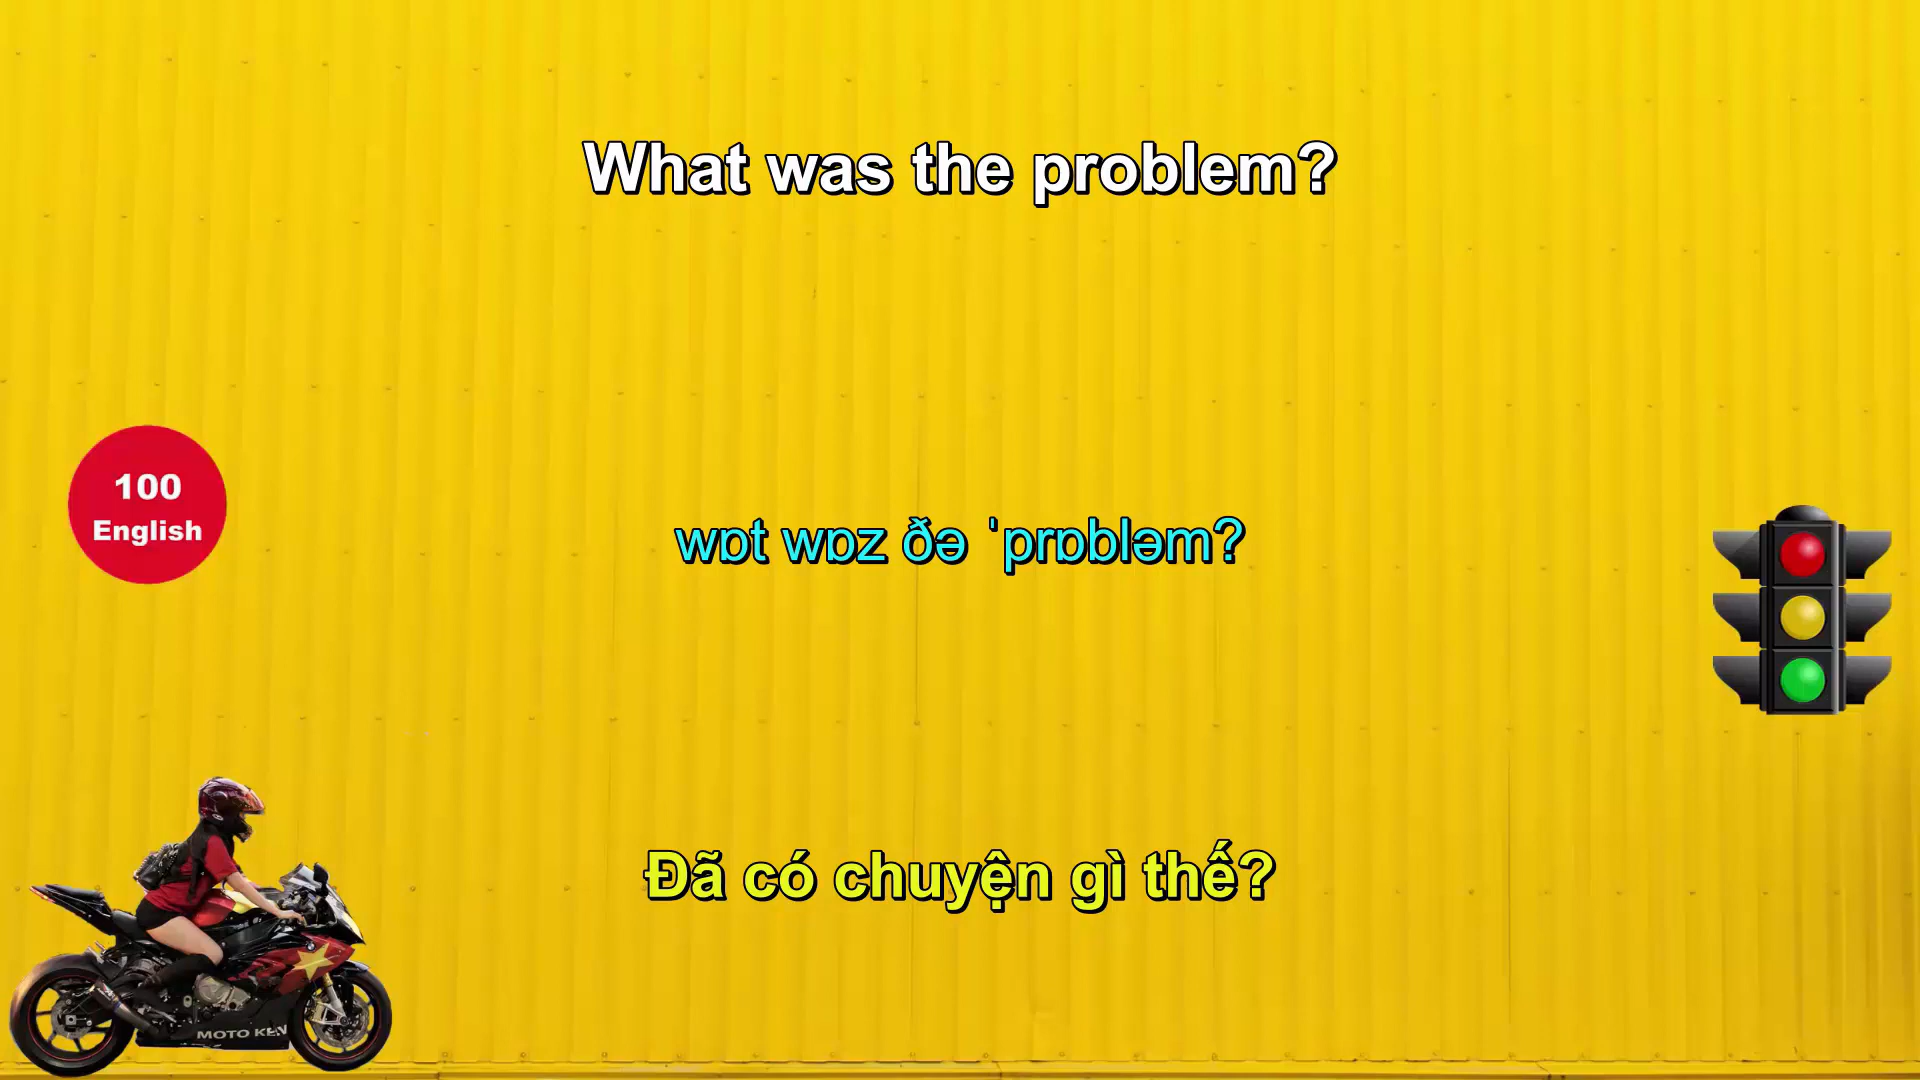 What was the problem?
100
English
wɒt wɒz ðə ˈprɒbləm?
Đã có chuyện gì thế?
MOTO KEN